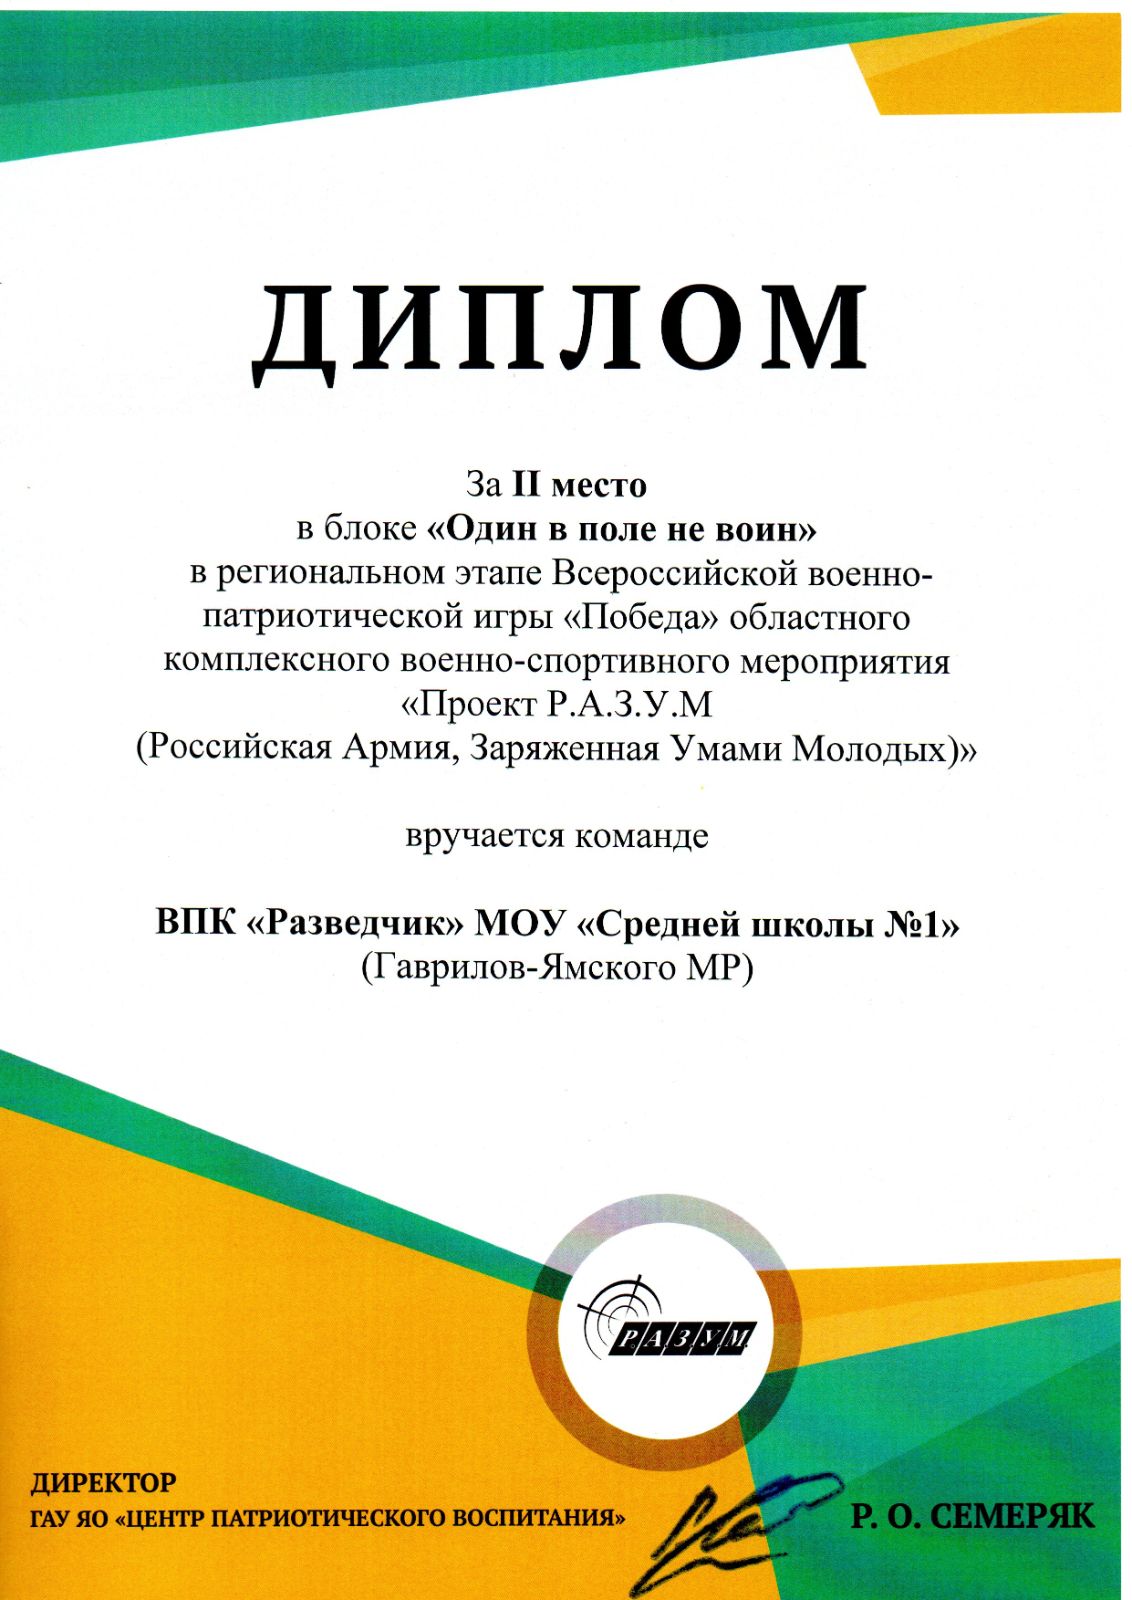 ДИПЛОМ
За II место
в блоке «Один в поле не воин»
в региональном этапе Всероссийской военно-
патриотической игры «Победа» областного
комплексного военно-спортивного мероприятия
«Проект Р.А.З.У.М
(Российская Армия, Заряженная Умами Молодых)»
вручается команде
ВПК «Разведчик» МОУ «Средней школы №1»
(Гаврилов-Ямского МР)
Р.А.З.У.М.
ДИРЕКТОР
ГАУ ЯО «ЦЕНТР ПАТРИОТИЧЕСКОГО ВОСПИТАНИЯ»
Р. О. СЕМЕРЯК